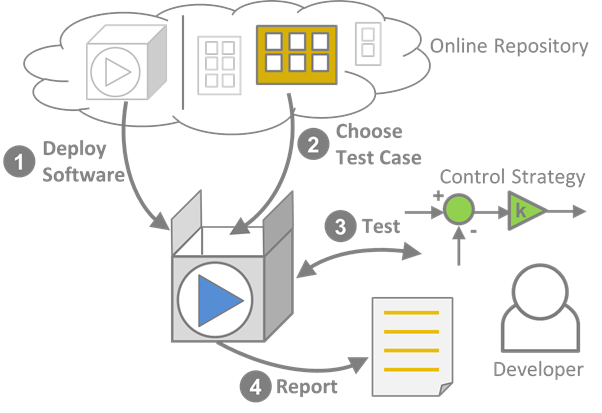 Online Repository
1 Deploy
Software
2 Choose
Test Case
Control Strategy
+
k
-
3 Test
Developer
4 Report